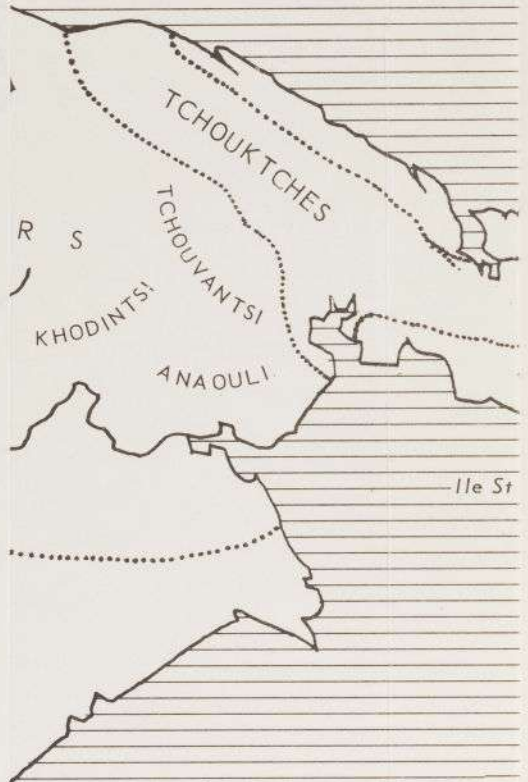 TCHOUKTCHES
TCHOUVANTSI
R S
KHODINTSI
ANAOULI
Ile St